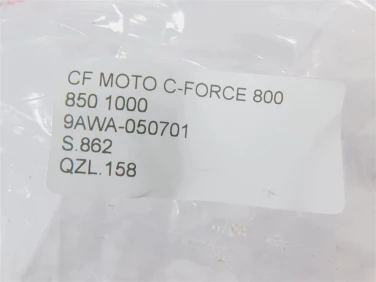 CF MOTO C-FORCE 800
850 1000
9AWA-050701
S.862
QZL.158